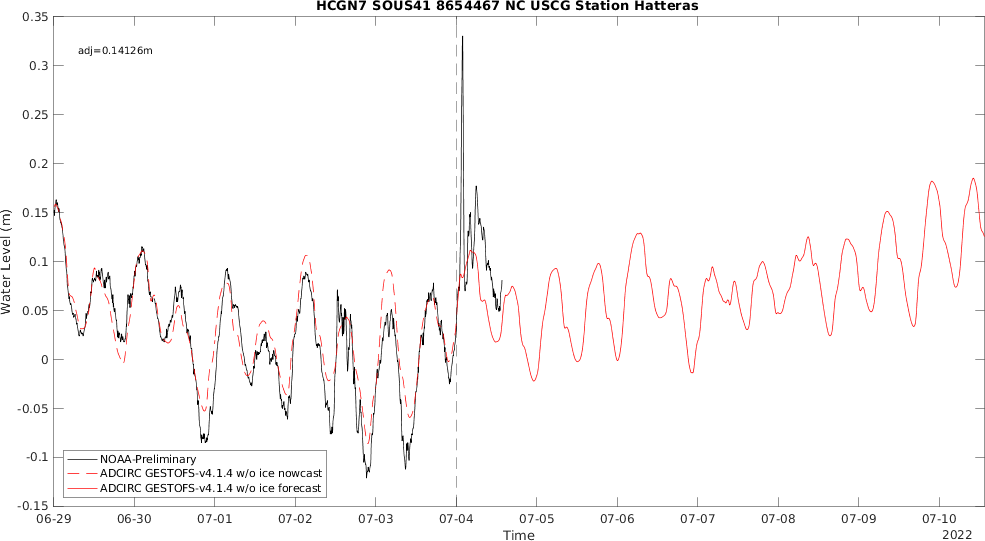 HCGN7 SOUS41 8654467 NC USCG Station Hatteras
adj=0.14126m
0.35
0.3
0.25
0.2
0.15
0.1
0.05
0
-0.05
-0.1
-0.15
Water Level (m)
NOAA-Preliminary
ADCIRC GESTOFS-v4.1.4 w/o ice nowcast
ADCIRC GESTOFS-v4.1.4 w/o ice forecast
06-29 06-30 07-01 07-02 07-03 07-04 07-05 07-06 07-07 07-08 07-09 07-10
Time
2022